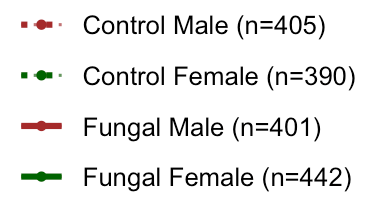 Control Male (n=405)
Control Female (n=390)
Fungal Male (n=401)
Fungal Female (n=442)